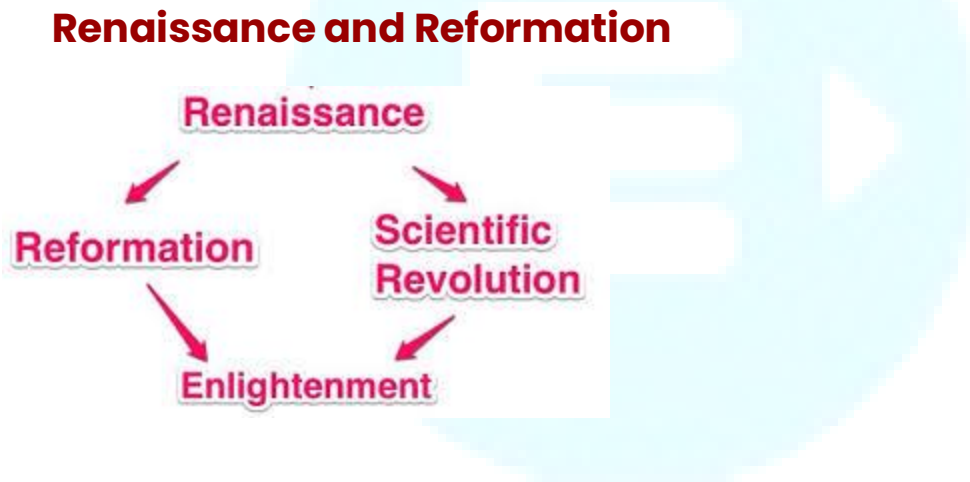 Renaissance and Reformation
Renaissance
Reformation
Scientific
Revolution
Enlightenment